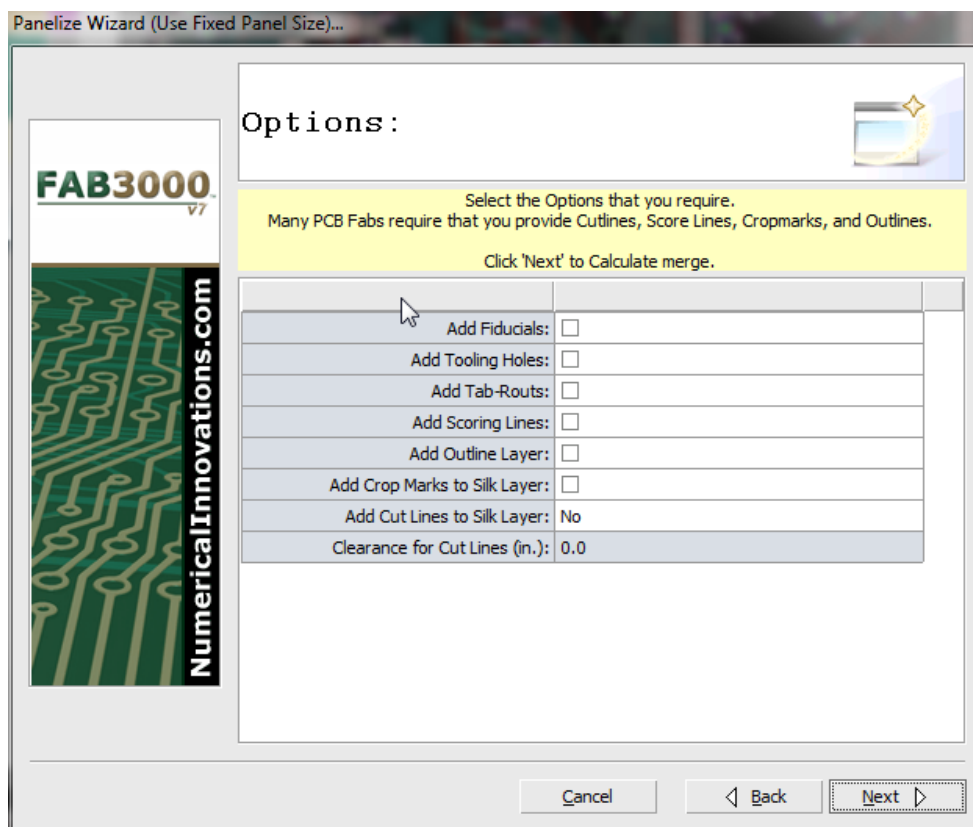 Panelize Wizard (Use Fixed Panel Size)...
FAB3000
v7
NumericalInnovations.com
Options:
Select the Options that you require.
Many PCB Fabs require that you provide Cutlines, Score Lines, Cropmarks, and Outlines.
Click 'Next' to Calculate merge.
Add Fiducials:
Add Tooling Holes:
Add Tab-Routs:
Add Scoring Lines:
Add Outline Layer:
Add Crop Marks to Silk Layer:
Add Cut Lines to Silk Layer: No
Clearance for Cut Lines (in.): 0.0
Cancel Back Next